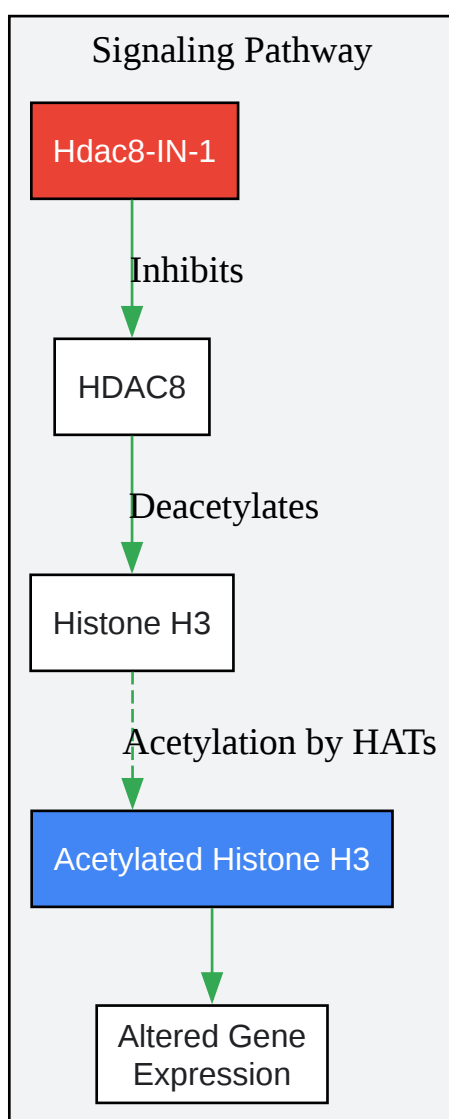 Signaling Pathway
Hdac8-IN-1
Inhibits
HDAC8
Deacetylates
Histone H3
Acetylation by HATs
Acetylated Histone H3
Altered Gene
Expression